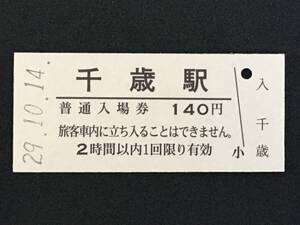 千歳駅
普通入場券 140円
旅客車内に立ち入ることはできません。
2時間以内1回限り有効
29.10.14.
入
千歳
小